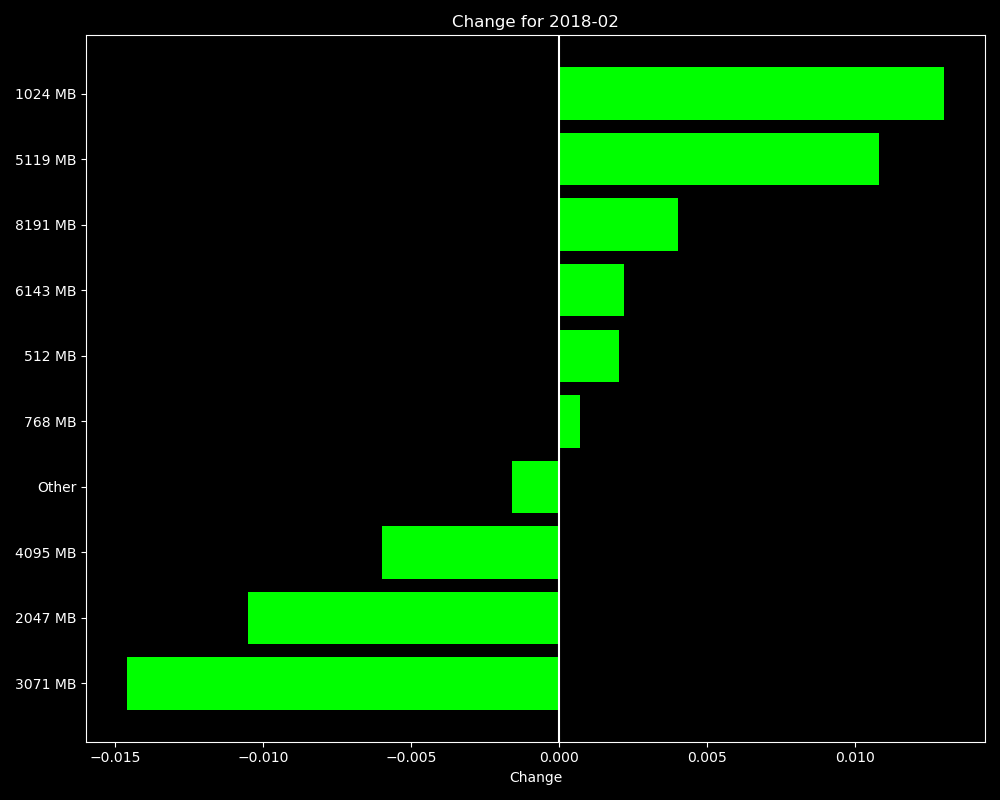 Change for 2018-02
1024 MB
5119 MB
8191 MB
6143 MB
512 MB
768 MB
Other
4095 MB
2047 MB
3071 MB
−0.015 −0.010 −0.005 0.000 0.005 0.010
Change